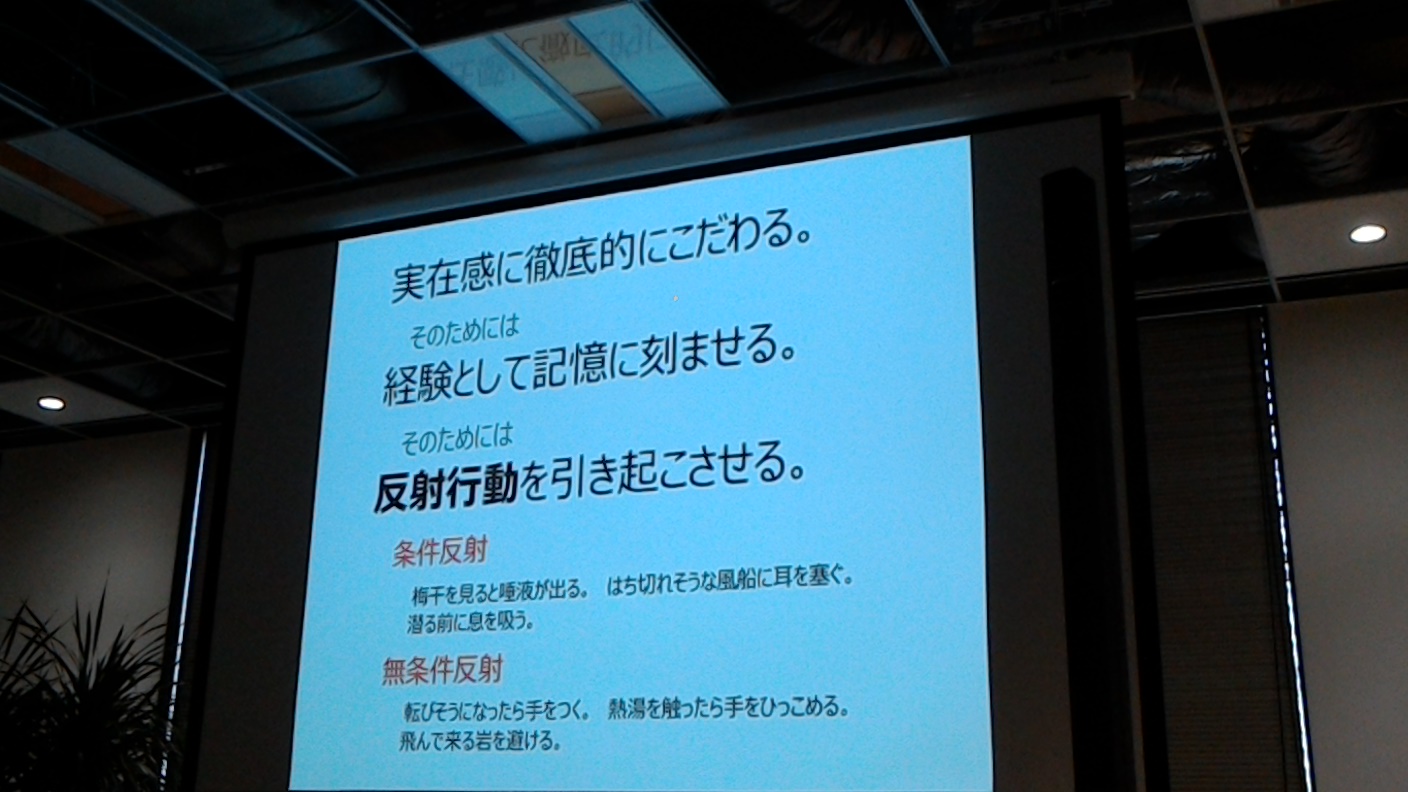 実在感に徹底的にこだわる。
そのためには
経験として記憶に刻ませる。
そのためには
反射行動を引き起こさせる。
条件反射
梅干を見ると唾液が出る。 はち切れそうな風船に耳を塞ぐ。
潜る前に息を吸う。
無条件反射
転びそうになったら手をつく。 熱湯を触ったら手をひっこめる。
飛んで来る岩を避ける。